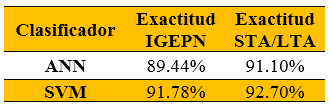 Clasificador Exactitud IGEPN Exactitud STA/LTA
ANN 89.44% 91.10%
SVM 91.78% 92.70%